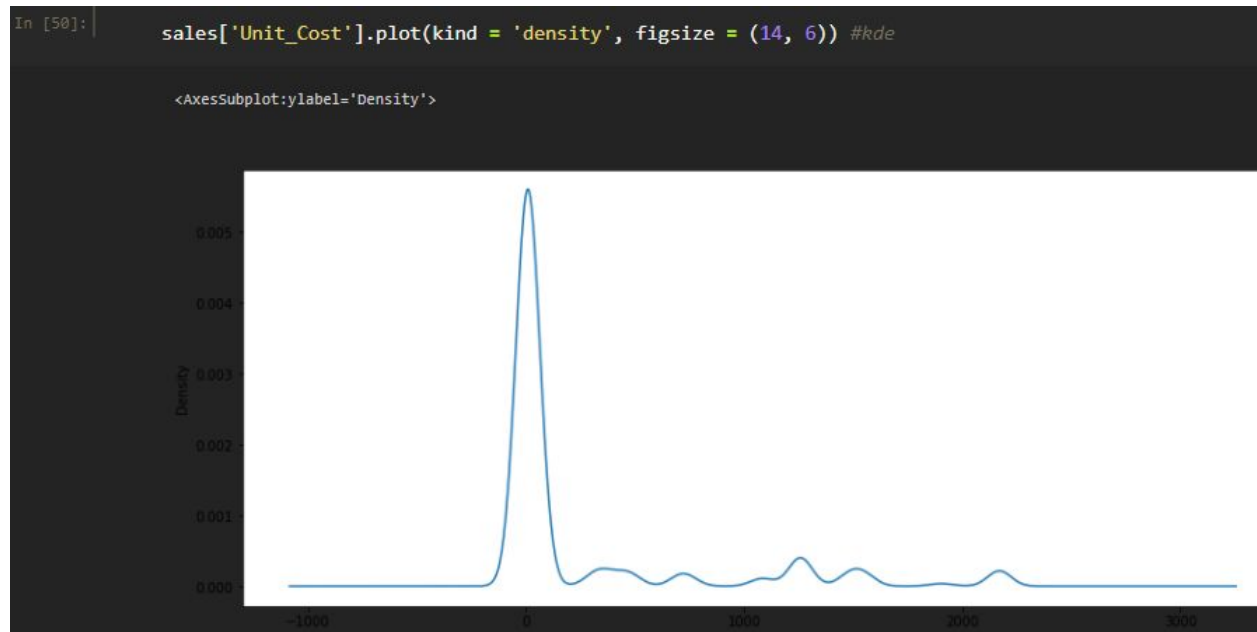 In [50]:
sales['Unit_Cost'].plot(kind = 'density', figsize = (14, 6)) #kde
<AxesSubplot:ylabel='Density'>
0.005
0.004
0.003
0.002
0.001
0.000
Density
-1000 0 1000 2000 3000